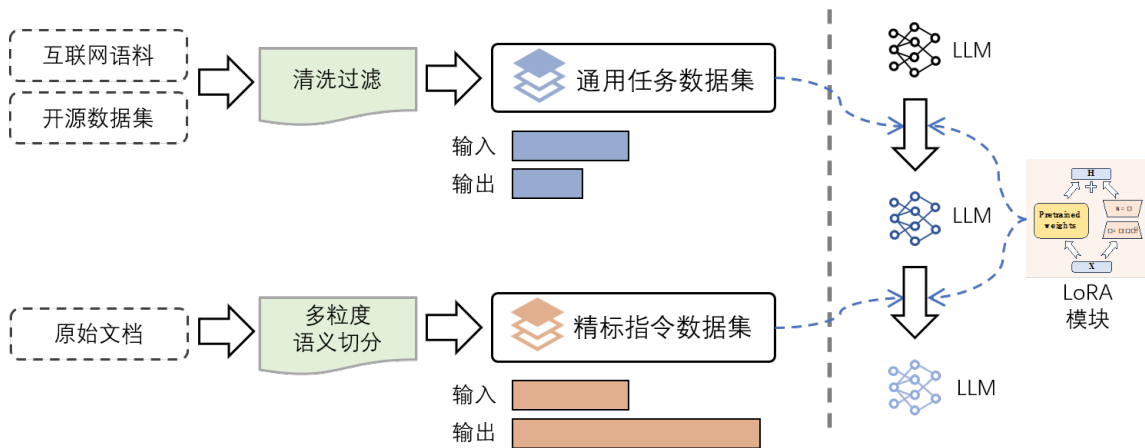 互联网语料
开源数据集
清洗过滤
通用任务数据集
输入
输出
原始文档
多粒度
语义切分
精标指令数据集
输入
输出
LLM
LLM
LLM
H
+
Pretrained
weights
X
LoRA
模块